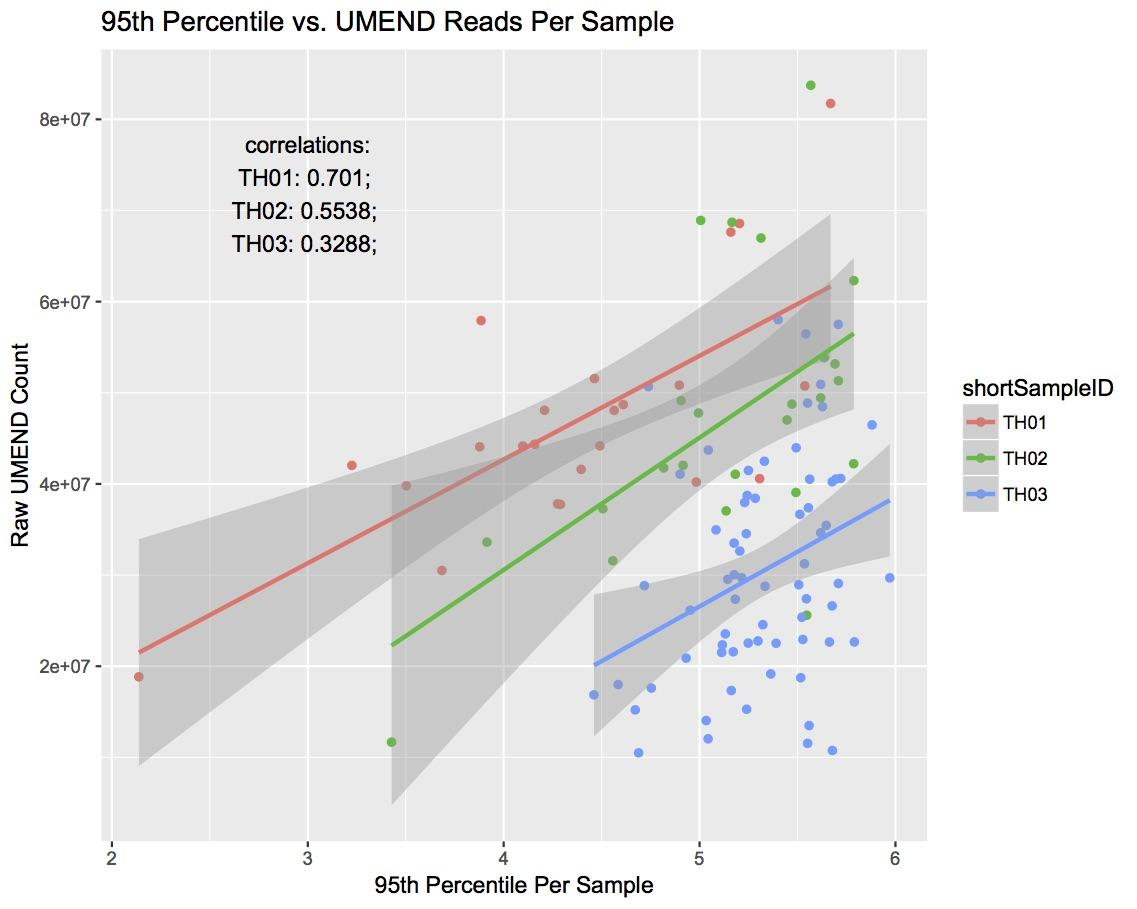 95th Percentile vs. UMEND Reads Per Sample
correlations:
TH01: 0.701;
TH02: 0.5538;
TH03: 0.3288;
8e+07
6e+07
4e+07
2e+07
Raw UMEND Count
2 3 4 5 6
95th Percentile Per Sample
shortSampleID
TH01
TH02
TH03